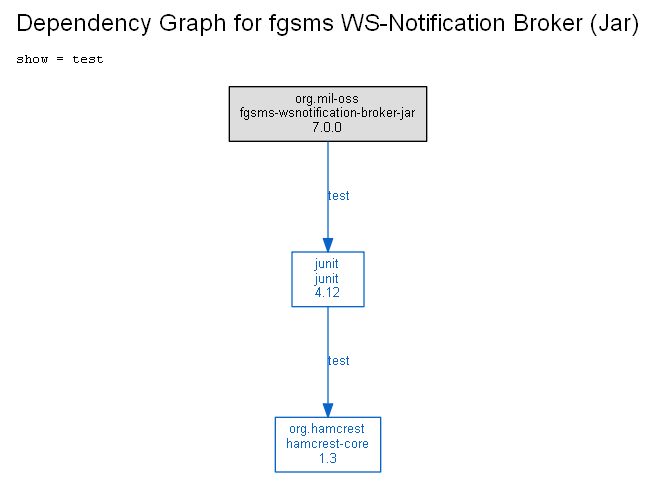 Dependency Graph for fgsms WS-Notification Broker (Jar)
show = test
org.mil-oss
fgsms-wsnotification-broker-jar
7.0.0
test
junit
junit
4.12
test
org.hamcrest
hamcrest-core
1.3